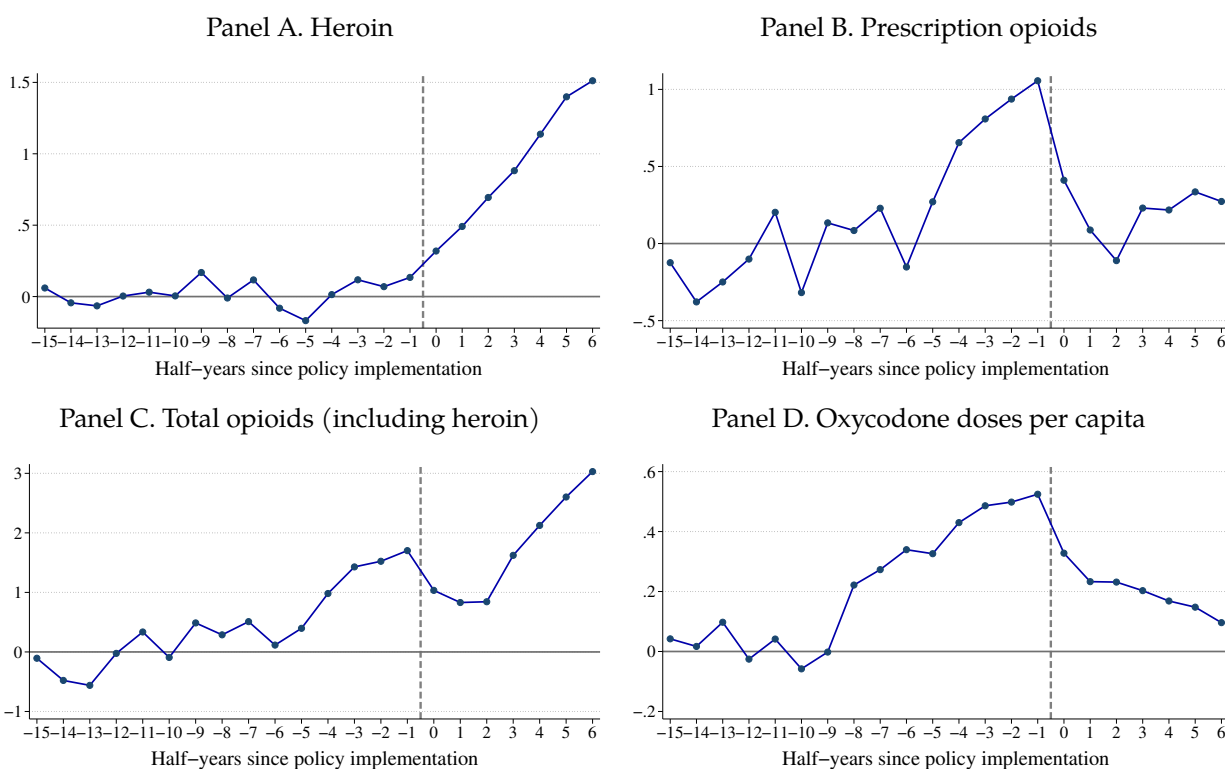 Panel A. Heroin
1.5
1
.5
0
−15 −14 −13 −12 −11 −10 −9 −8 −7 −6 −5 −4 −3 −2 −1 0 1 2 3 4 5 6
Half−years since policy implementation
Panel B. Prescription opioids
1
.5
0
−.5
−15 −14 −13 −12 −11 −10 −9 −8 −7 −6 −5 −4 −3 −2 −1 0 1 2 3 4 5 6
Half−years since policy implementation
Panel C. Total opioids (including heroin)
3
2
1
0
−1
−15 −14 −13 −12 −11 −10 −9 −8 −7 −6 −5 −4 −3 −2 −1 0 1 2 3 4 5 6
Half−years since policy implementation
Panel D. Oxycodone doses per capita
.6
.4
.2
0
−.2
−15 −14 −13 −12 −11 −10 −9 −8 −7 −6 −5 −4 −3 −2 −1 0 1 2 3 4 5 6
Half−years since policy implementation